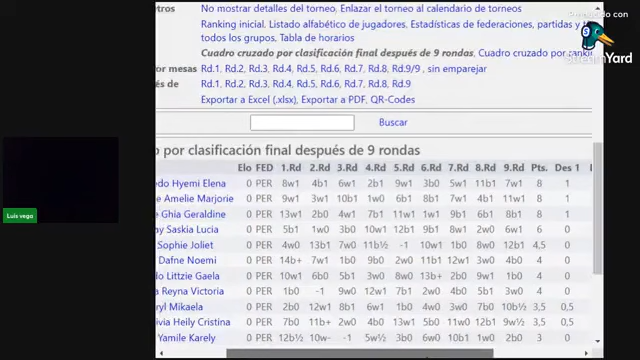 etros No mostrar detalles del torneo, Enlazar el torneo al calendario de torneos
Ranking inicial, Listado alfabético de jugadores, Estadísticas de federaciones, partidas y t
todos los grupos, Tabla de horarios
Cuadro cruzado por clasificación final después de 9 rondas, Cuadro cruzado por rankin
or mesas Rd.1, Rd.2, Rd.3, Rd.4, Rd.5, Rd.6, Rd.7, Rd.8, Rd.9/9 , sin emparejar
és de Rd.1, Rd.2, Rd.3, Rd.4, Rd.5, Rd.6, Rd.7, Rd.8, Rd.9
Exportar a Excel (.xlsx), Exportar a PDF, QR-Codes
Buscar
o por clasificación final después de 9 rondas
Elo FED 1.Rd 2.Rd 3.Rd 4.Rd 5.Rd 6.Rd 7.Rd 8.Rd 9.Rd Pts. Des 1
edo Hyemi Elena 0 PER 8w1 4b1 6w1 2b1 9w1 3b0 5w1 11b1 7w1 8 1
e Amelie Marjorie 0 PER 9w1 3w1 10b1 1w0 6b1 8b1 7w1 4b1 11w1 8 1
e Ghia Geraldine 0 PER 13w1 2b0 4w1 7b1 11w1 1w1 9b1 6b1 8b1 8 1
ay Saskia Lucia 0 PER 5b1 1w0 3b0 10w1 12b1 9b1 8w1 2w0 6w1 6 0
Sophie Joliet 0 PER 4w0 13b1 7w0 11b½ -1 10w1 1b0 8w0 12b1 4,5 0
Dafne Noemi 0 PER 14b+ 7w1 1b0 9b0 2w0 11b1 12w1 3w0 4b0 4 0
do Littzie Gaela 0 PER 10w1 6b0 5b1 3w0 8w0 13b+ 2b0 9w1 1b0 4 0
a Reyna Victoria 0 PER 1b0 -1 9w0 12w1 7b1 2w0 4b0 5b1 3w0 4 0
ryl Mikaela 0 PER 2b0 12w1 8b1 6w1 1b0 4w0 3w0 7b0 10b½ 3,5 0,5
livia Heily Cristina 0 PER 7b0 11b+ 2w0 4b0 13w1 5b0 11w0 12b1 9w½ 3,5 0,5
Yamile Karely 0 PER 12b½ 10w- -1 5w½ 3b0 6w0 10b1 1w0 2b0 3 0
Luis vega
Producido con
StreamYard